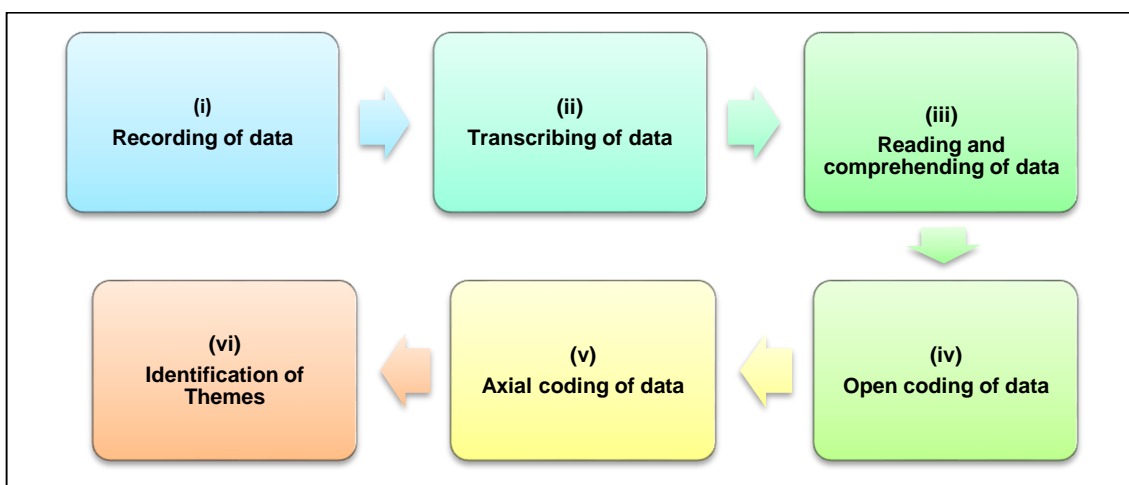 (i)
Recording of data
(ii)
Transcribing of data
(iii)
Reading and
comprehending of data
(iv)
Open coding of data
(v)
Axial coding of data
(vi)
Identification of
Themes